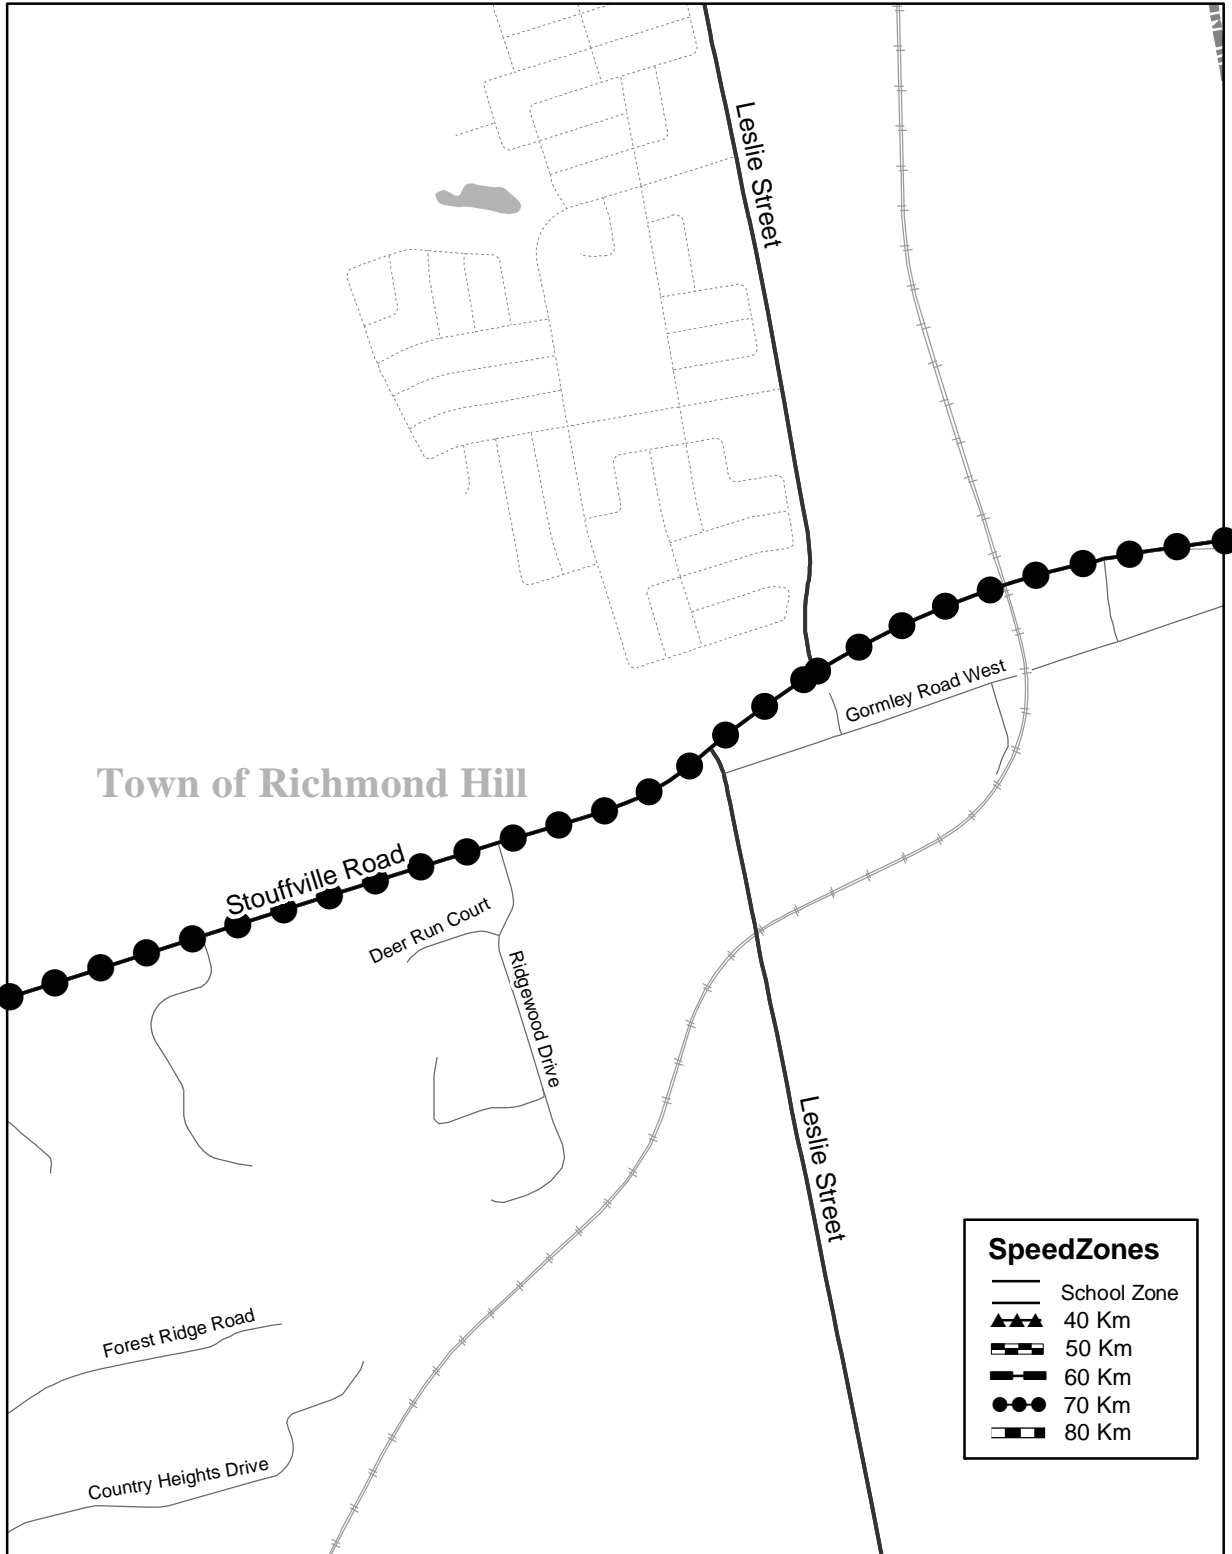 Leslie Street
Gormley Road West
Town of Richmond Hill
Stouffville Road
Deer Run Court
Ridgewood Drive
Leslie Street
Forest Ridge Road
Country Heights Drive
SpeedZones
School Zone
40 Km
50 Km
60 Km
70 Km
80 Km